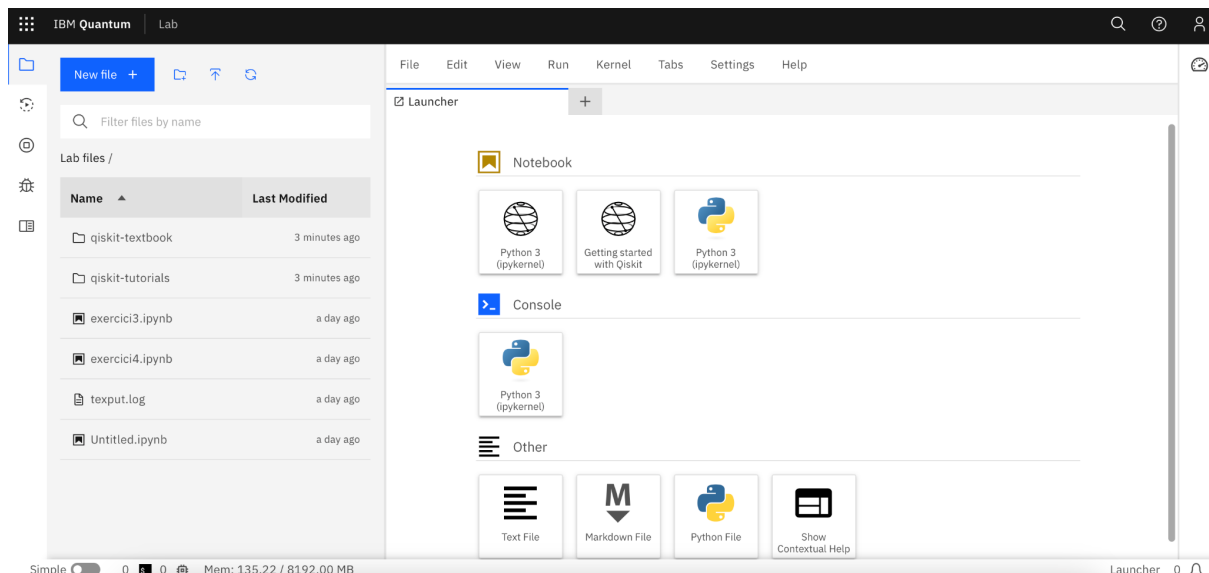 IBM Quantum Lab
New file +
Filter files by name
Lab files /
Name Last Modified
qiskit-textbook 3 minutes ago
qiskit-tutorials 3 minutes ago
exercici3.ipynb a day ago
exercici4.ipynb a day ago
texput.log a day ago
Untitled.ipynb a day ago
File Edit View Run Kernel Tabs Settings Help
Launcher +
Notebook
Python 3
(ipykernel)
Getting started
with Qiskit
Python 3
(ipykernel)
Console
Python 3
(ipykernel)
Other
Text File
Markdown File
Python File
Show
Contextual Help
Simple 0 0 Mem: 135.22 / 8192.00 MB Launcher 0